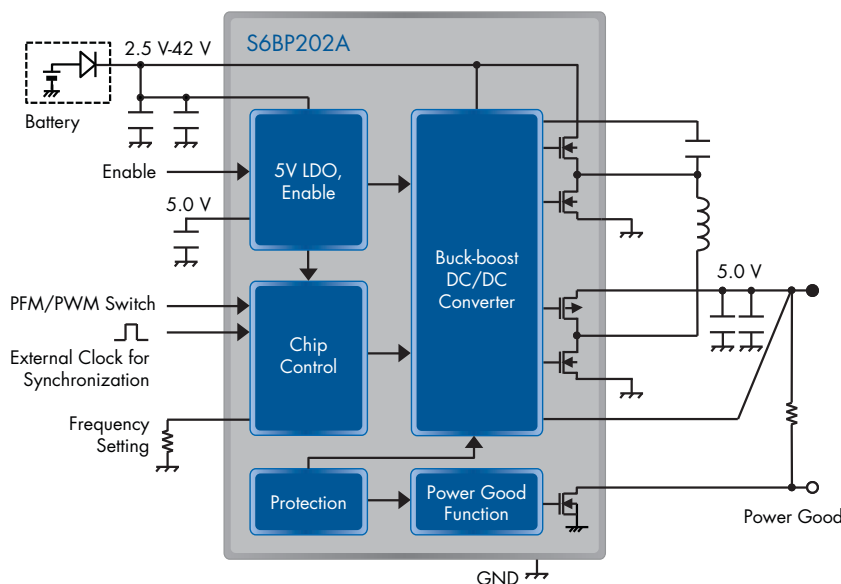 S6BP202A
2.5 V-42 V
Battery
Enable
5V LDO,
Enable
5.0 V
Buck-boost
DC/DC
Converter
5.0 V
PFM/PWM Switch
External Clock for
Synchronization
Chip
Control
Frequency
Setting
Protection
Power Good
Function
Power Good
GND